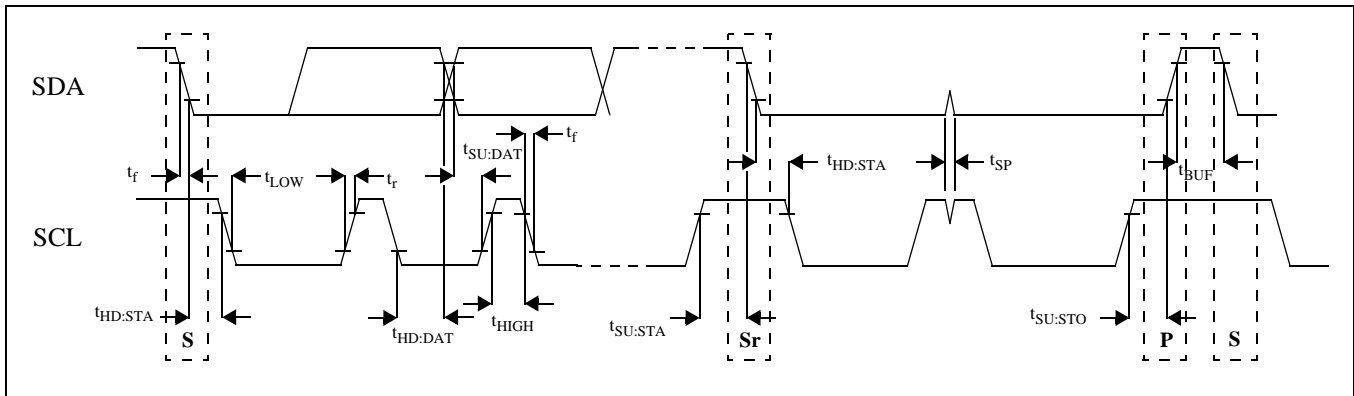 SDA
t_f
t_SU:DAT
t_f
t_LOW
t_r
t_HD:STA
t_SP
t_BUF
SCL
t_HD:STA
t_HD:DAT
t_HIGH
t_SU:STA
t_SU:STO
S
Sr
P
S